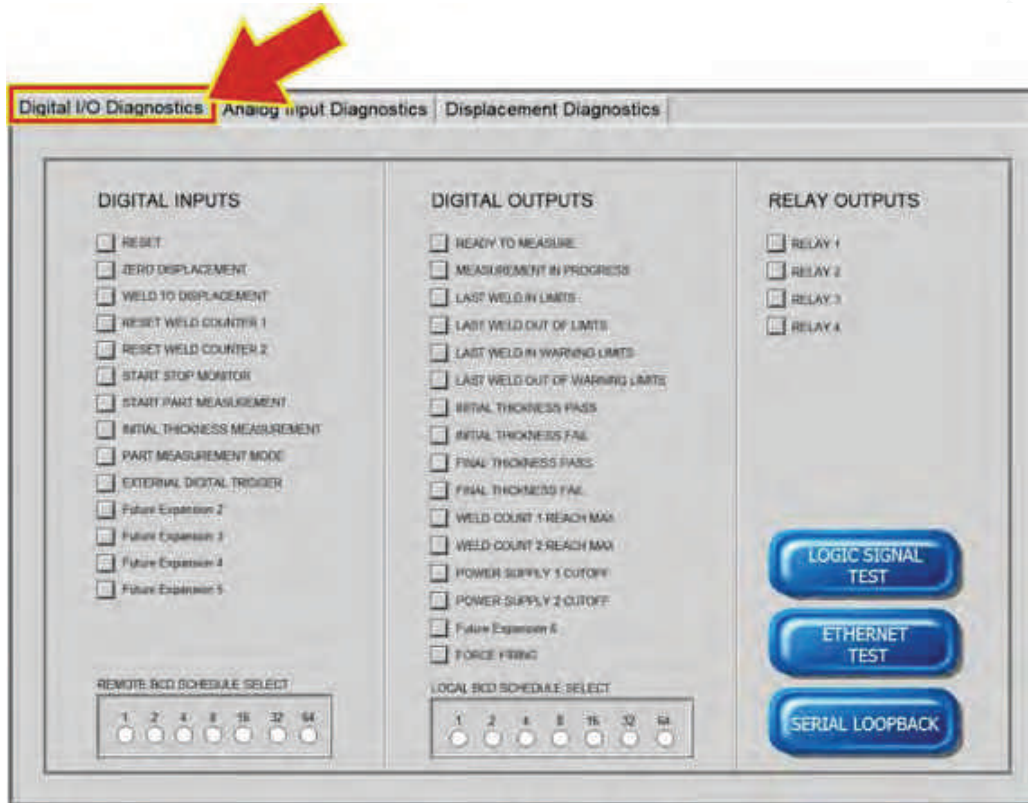 Digital I/O Diagnostics
Analog Input Diagnostics
Displacement Diagnostics
DIGITAL INPUTS
RESET
ZERO DISPLACEMENT
WELD TO DISPLACEMENT
RESET WELD COUNTER 1
RESET WELD COUNTER 2
START STOP MONITOR
START PART MEASUREMENT
INITIAL THICKNESS MEASUREMENT
PART MEASUREMENT MODE
EXTERNAL DIGITAL TRIGGER
Future Expansion 2
Future Expansion 3
Future Expansion 4
Future Expansion 5
REMOTE BCD SCHEDULE SELECT
1 2 4 8 16 32 64
DIGITAL OUTPUTS
READY TO MEASURE
MEASUREMENT IN PROGRESS
LAST WELD IN LIMITS
LAST WELD OUT OF LIMITS
LAST WELD IN WARNING LIMITS
LAST WELD OUT OF WARNING LIMITS
INITIAL THICKNESS PASS
INITIAL THICKNESS FAIL
FINAL THICKNESS PASS
FINAL THICKNESS FAIL
WELD COUNT 1 REACH MAX
WELD COUNT 2 REACH MAX
POWER SUPPLY 1 CUTOFF
POWER SUPPLY 2 CUTOFF
Future Expansion 6
FORCE FIRING
LOCAL BCD SCHEDULE SELECT
1 2 4 8 16 32 64
RELAY OUTPUTS
RELAY 1
RELAY 2
RELAY 3
RELAY 4
LOGIC SIGNAL
TEST
ETHERNET
TEST
SERIAL LOOPBACK